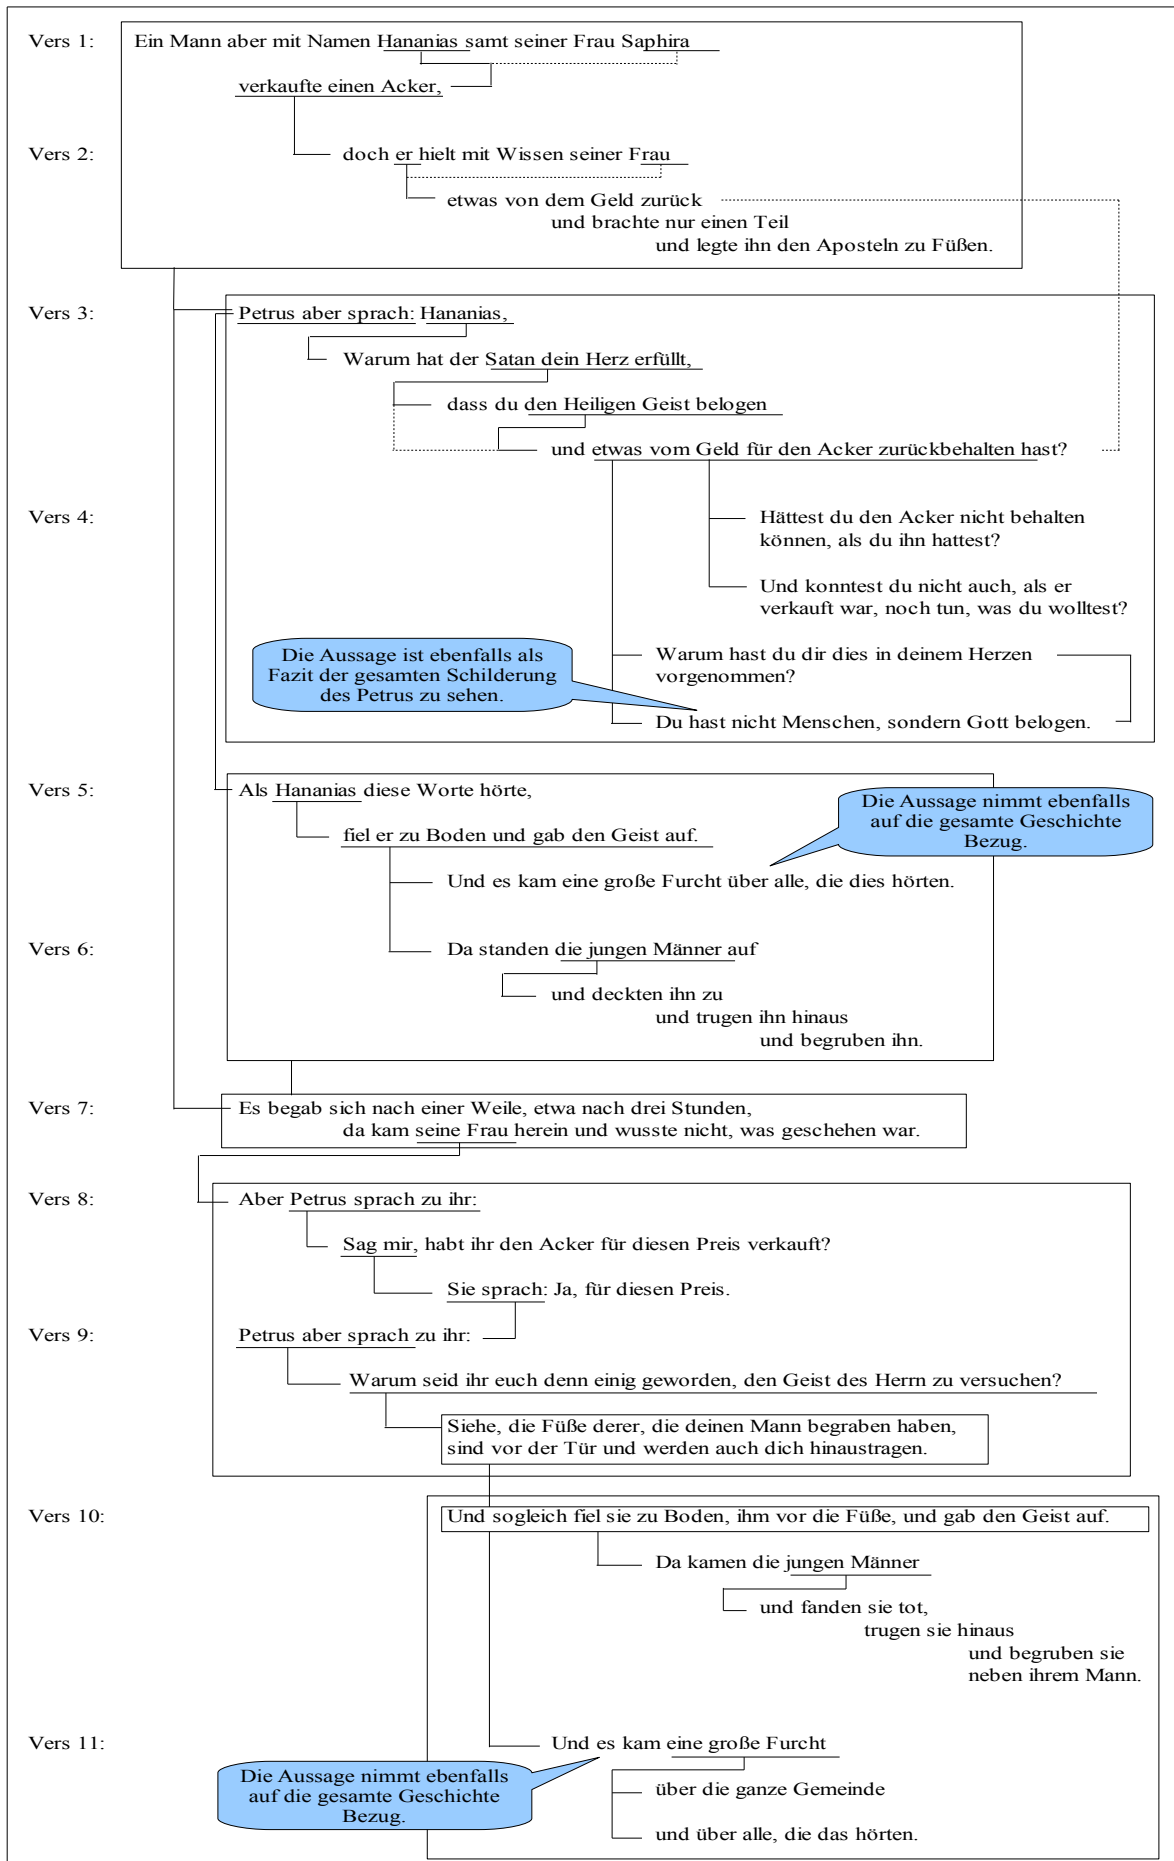 Vers 1:
Ein Mann aber mit Namen Hananias samt seiner Frau Saphira
verkaufte einen Acker,
Vers 2:
doch er hielt mit Wissen seiner Frau
etwas von dem Geld zurück
und brachte nur einen Teil
und legte ihn den Aposteln zu Füßen.
Vers 3:
Petrus aber sprach: Hananias,
Warum hat der Satan dein Herz erfüllt,
dass du den Heiligen Geist belogen
und etwas vom Geld für den Acker zurückbehalten hast?
Vers 4:
Hättest du den Acker nicht behalten
können, als du ihn hattest?
Und konntest du nicht auch, als er
verkauft war, noch tun, was du wolltest?
Die Aussage ist ebenfalls als
Fazit der gesamten Schilderung
des Petrus zu sehen.
Warum hast du dir dies in deinem Herzen
vorgenommen?
Du hast nicht Menschen, sondern Gott belogen.
Vers 5:
Als Hananias diese Worte hörte,
Die Aussage nimmt ebenfalls
auf die gesamte Geschichte
Bezug.
fiel er zu Boden und gab den Geist auf.
Und es kam eine große Furcht über alle, die dies hörten.
Vers 6:
Da standen die jungen Männer auf
und deckten ihn zu
und trugen ihn hinaus
und begruben ihn.
Vers 7:
Es begab sich nach einer Weile, etwa nach drei Stunden,
da kam seine Frau herein und wusste nicht, was geschehen war.
Vers 8:
Aber Petrus sprach zu ihr:
Sag mir, habt ihr den Acker für diesen Preis verkauft?
Sie sprach: Ja, für diesen Preis.
Vers 9:
Petrus aber sprach zu ihr:
Warum seid ihr euch denn einig geworden, den Geist des Herrn zu versuchen?
Siehe, die Füße derer, die deinen Mann begraben haben,
sind vor der Tür und werden auch dich hinaustragen.
Vers 10:
Und sogleich fiel sie zu Boden, ihm vor die Füße, und gab den Geist auf.
Da kamen die jungen Männer
und fanden sie tot,
trugen sie hinaus
und begruben sie
neben ihrem Mann.
Vers 11:
Und es kam eine große Furcht
Die Aussage nimmt ebenfalls
auf die gesamte Geschichte
Bezug.
über die ganze Gemeinde
und über alle, die das hörten.